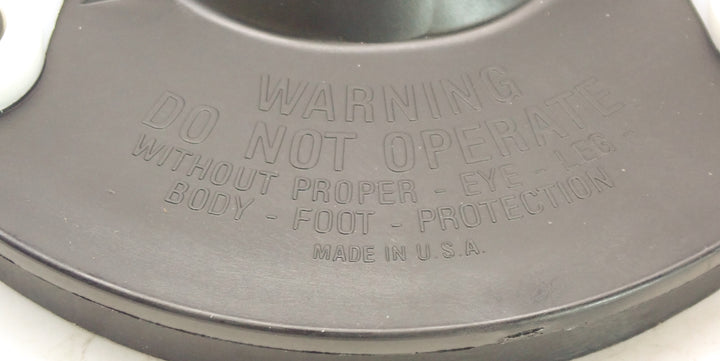 WARNING
DO NOT OPERATE
WITHOUT PROPER - EYE - LEG -
BODY - FOOT - PROTECTION
MADE IN U.S.A.